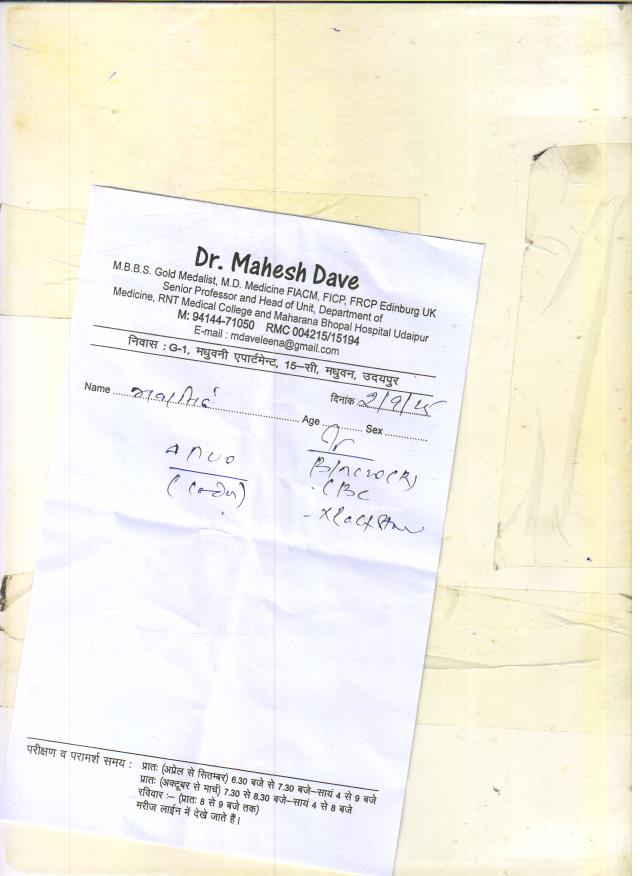 Dr. Mahesh Dave
M.B.B.S. Gold Medalist, M.D. Medicine FIACM, FICP, FRCP Edinburg UK
Senior Professor and Head of Unit, Department of
Medicine, RNT Medical College and Maharana Bhopal Hospital Udaipur
M: 94144-71050 RMC 004215/15194
E-mail : mdaveleena@gmail.com
निवास : G-1, मधुवनी एपार्टमेन्ट, 15–सी, मधुवन, उदयपुर
दिनांक 2/9/
Name
Age Sex
CBC
परीक्षण व परामर्श समय : प्रातः (अप्रेल से सितम्बर) 6.30 बजे से 7.30 बजे–सायं 4 से 9 बजे
प्रातः (अक्टूबर से मार्च) 7.30 से 8.30 बजे–सायं 4 से 8 बजे
रविवार :– (प्रातः 8 से 9 बजे तक)
मरीज लाईन में देखे जाते हैं।